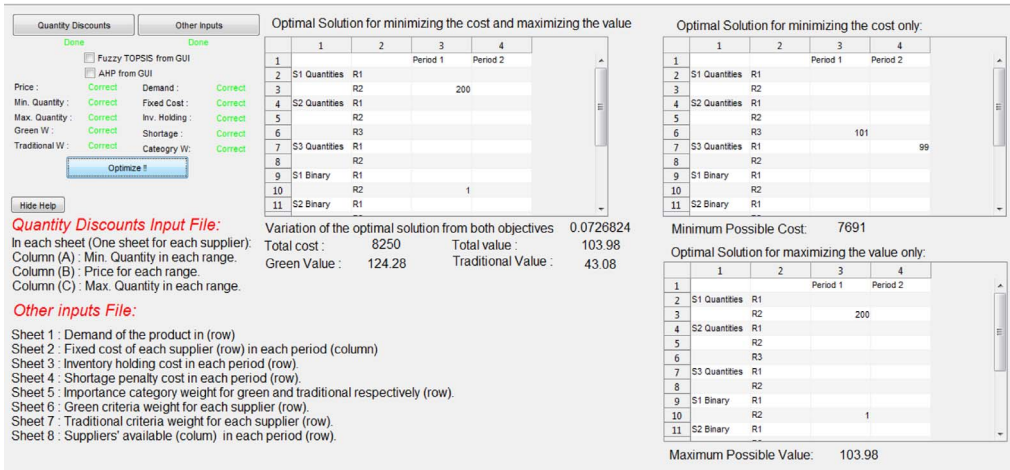 Quantity Discounts
Other Inputs
Done
Done
Fuzzy TOPSIS from GUI
AHP from GUI
Price : Correct Demand : Correct
Min. Quantity : Correct Fixed Cost : Correct
Max. Quantity : Correct Inv. Holding : Correct
Green W : Correct Shortage : Correct
Traditional W : Correct Cateogry W: Correct
Optimize !!
Hide Help
Quantity Discounts Input File:
In each sheet (One sheet for each supplier):
Column (A) : Min. Quantity in each range.
Column (B) : Price for each range.
Column (C) : Max. Quantity in each range.
Other inputs File:
Sheet 1 : Demand of the product in (row)
Sheet 2 : Fixed cost of each supplier (row) in each period (column)
Sheet 3 : Inventory holding cost in each period (row).
Sheet 4 : Shortage penalty cost in each period (row).
Sheet 5 : Importance category weight for green and traditional respectively (row).
Sheet 6 : Green criteria weight for each supplier (row).
Sheet 7 : Traditional criteria weight for each supplier (row).
Sheet 8 : Suppliers' available (colum) in each period (row).
Optimal Solution for minimizing the cost and maximizing the value
1 2 3 4
1 Period 1 Period 2
2 S1 Quantities R1
3 R2 200
4 S2 Quantities R1
5 R2
6 R3
7 S3 Quantities R1
8 R2
9 S1 Binary R1
10 R2 1
11 S2 Binary R1
Variation of the optimal solution from both objectives 0.0726824
Total cost : 8250 Total value : 103.98
Green Value : 124.28 Traditional Value : 43.08
Optimal Solution for minimizing the cost only:
1 2 3 4
1 Period 1 Period 2
2 S1 Quantities R1
3 R2
4 S2 Quantities R1
5 R2
6 R3 101
7 S3 Quantities R1 99
8 R2
9 S1 Binary R1
10 R2
11 S2 Binary R1
Minimum Possible Cost: 7691
Optimal Solution for maximizing the value only:
1 2 3 4
1 Period 1 Period 2
2 S1 Quantities R1
3 R2 200
4 S2 Quantities R1
5 R2
6 R3
7 S3 Quantities R1
8 R2
9 S1 Binary R1
10 R2 1
11 S2 Binary R1
Maximum Possible Value: 103.98